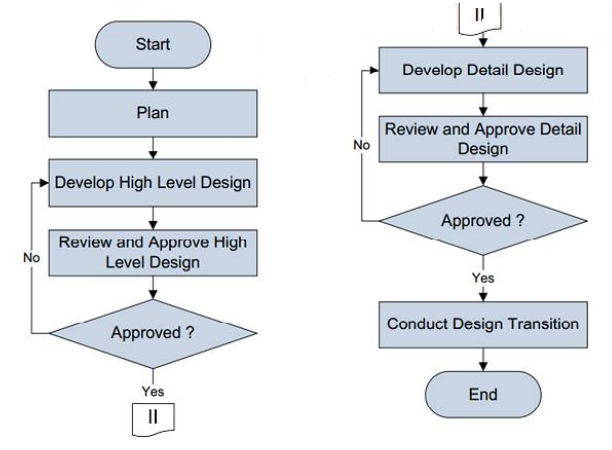 Start
Plan
Develop High Level Design
Review and Approve High
Level Design
No
Approved ?
Yes
II
II
Develop Detail Design
Review and Approve Detail
Design
No
Approved ?
Yes
Conduct Design Transition
End